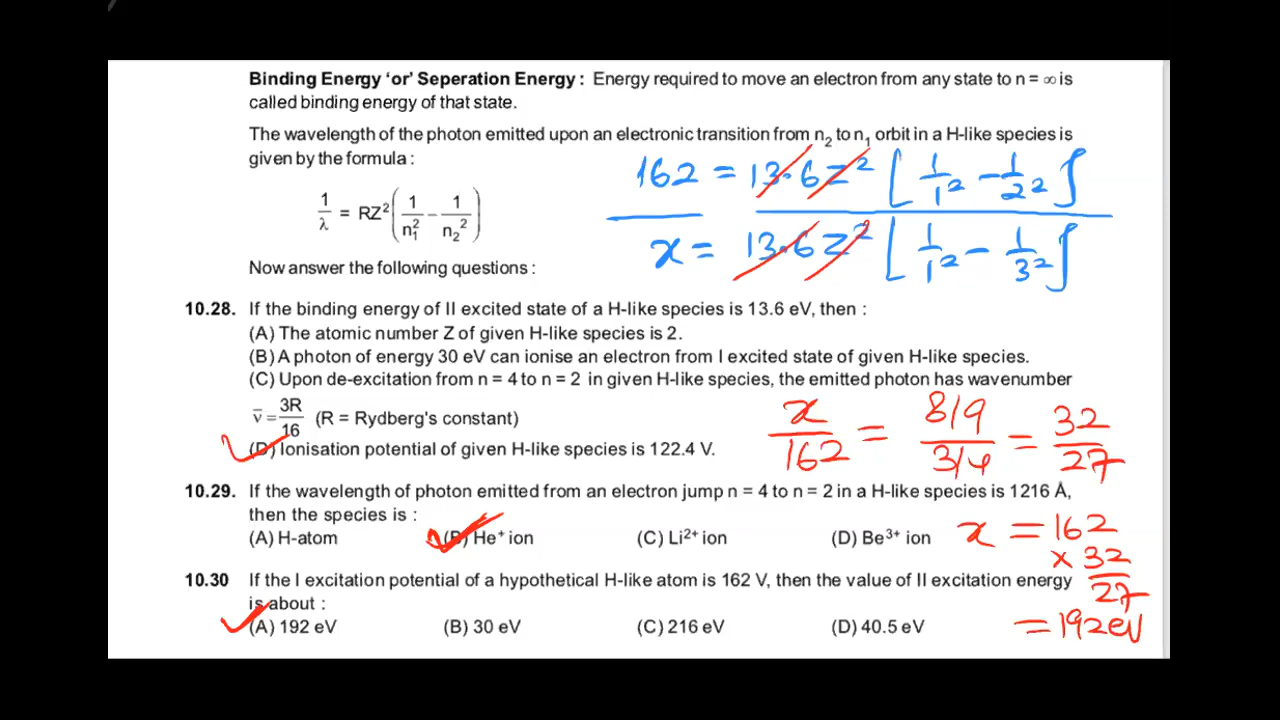 Binding Energy ‘or’ Seperation Energy : Energy required to move an electron from any state to n = ∞ is
called binding energy of that state.
The wavelength of the photon emitted upon an electronic transition from n₂ to n₁ orbit in a H-like species is
given by the formula :
162 = 13.6 Z² [1/1² − 1/2²]
1/λ = RZ² (1/n₁² − 1/n₂²)
x = 13.6 Z² [1/1² − 1/3²]
Now answer the following questions :
10.28. If the binding energy of II excited state of a H-like species is 13.6 eV, then :
(A) The atomic number Z of given H-like species is 2.
(B) A photon of energy 30 eV can ionise an electron from I excited state of given H-like species.
(C) Upon de-excitation from n = 4 to n = 2 in given H-like species, the emitted photon has wavenumber
ν̄ = 3R/16 (R = Rydberg's constant)
x/162 = 8/9 / 3/4 = 32/27
(D) Ionisation potential of given H-like species is 122.4 V.
10.29. If the wavelength of photon emitted from an electron jump n = 4 to n = 2 in a H-like species is 1216 Å,
then the species is :
(A) H-atom (B) He⁺ ion (C) Li²⁺ ion (D) Be³⁺ ion
x = 162
× 32/27
10.30 If the I excitation potential of a hypothetical H-like atom is 162 V, then the value of II excitation energy
is about :
(A) 192 eV (B) 30 eV (C) 216 eV (D) 40.5 eV
= 192 eV